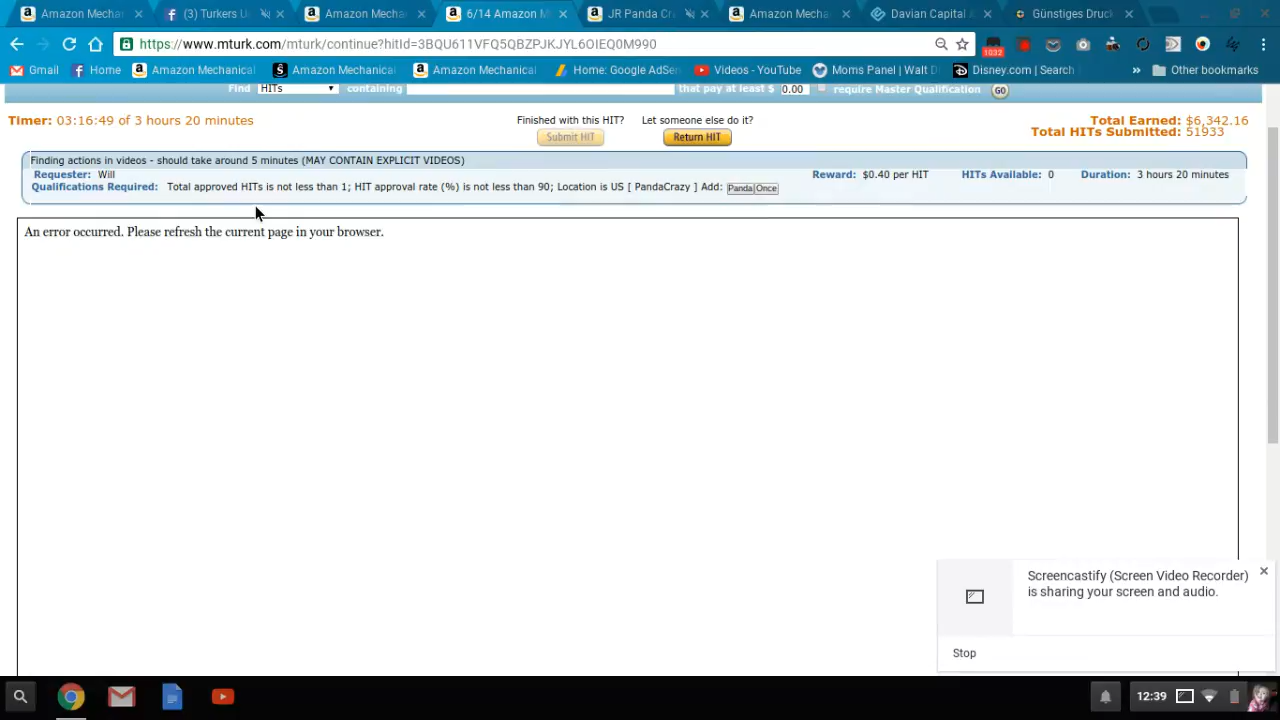 Amazon Mechani
(3) Turkers U
Amazon Mechan
6/14 Amazon M
JR Panda Cr
Amazon Mecha
Davian Capital
Günstiges Druck
https://www.mturk.com/mturk/continue?hitId=3BQU611VFQ5QBZPJKJYL6OIEQ0M990
1032
Gmail
Home
Amazon Mechanical
Amazon Mechanical
Amazon Mechanical
Home: Google AdSen
Videos - YouTube
Moms Panel | Walt D
Disney.com | Search
»
Other bookmarks
Find HITs containing that pay at least $ 0.00 require Master Qualification GO
Timer: 03:16:49 of 3 hours 20 minutes
Finished with this HIT?
Let someone else do it?
Submit HIT
Return HIT
Total Earned: $6,342.16
Total HITs Submitted: 51933
Finding actions in videos - should take around 5 minutes (MAY CONTAIN EXPLICIT VIDEOS)
Requester: Will
Reward: $0.40 per HIT
HITs Available: 0
Duration: 3 hours 20 minutes
Qualifications Required: Total approved HITs is not less than 1; HIT approval rate (%) is not less than 90; Location is US [ PandaCrazy ] Add: Panda Once
An error occurred. Please refresh the current page in your browser.
Screencastify (Screen Video Recorder)
is sharing your screen and audio.
Stop
12:39